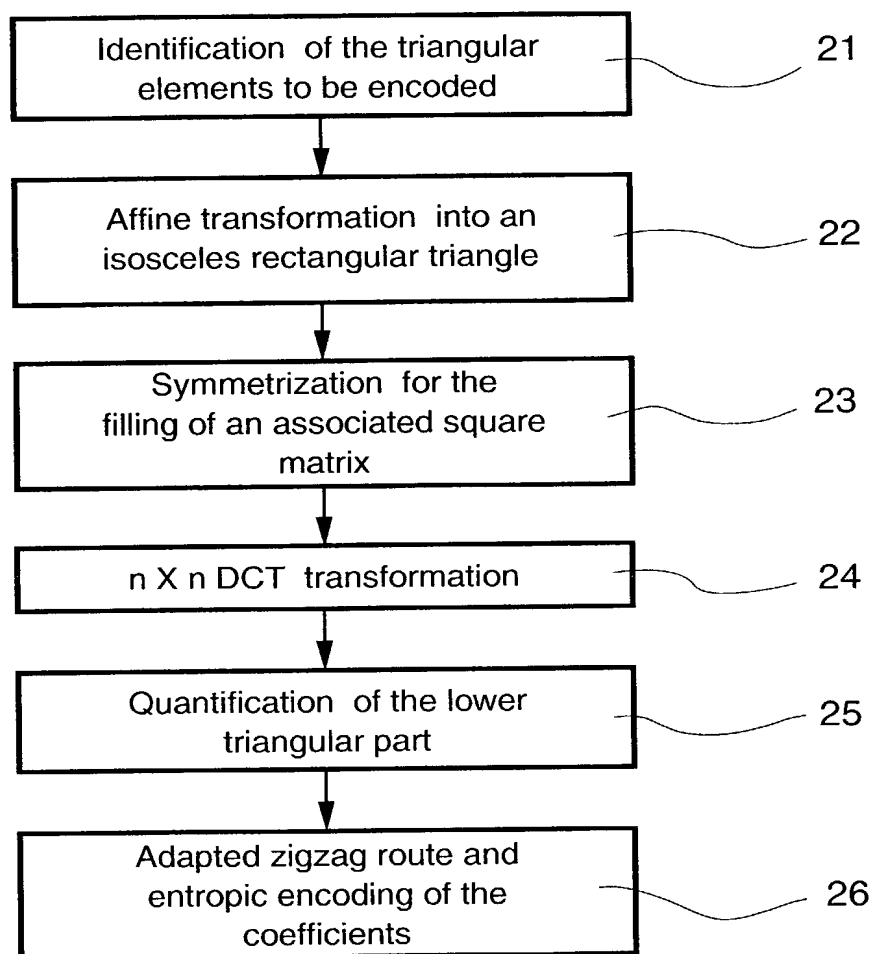 Identification of the triangular
elements to be encoded
21
Affine transformation into an
isosceles rectangular triangle
22
Symmetrization for the
filling of an associated square
matrix
23
n X n DCT transformation
24
Quantification of the lower
triangular part
25
Adapted zigzag route and
entropic encoding of the
coefficients
26